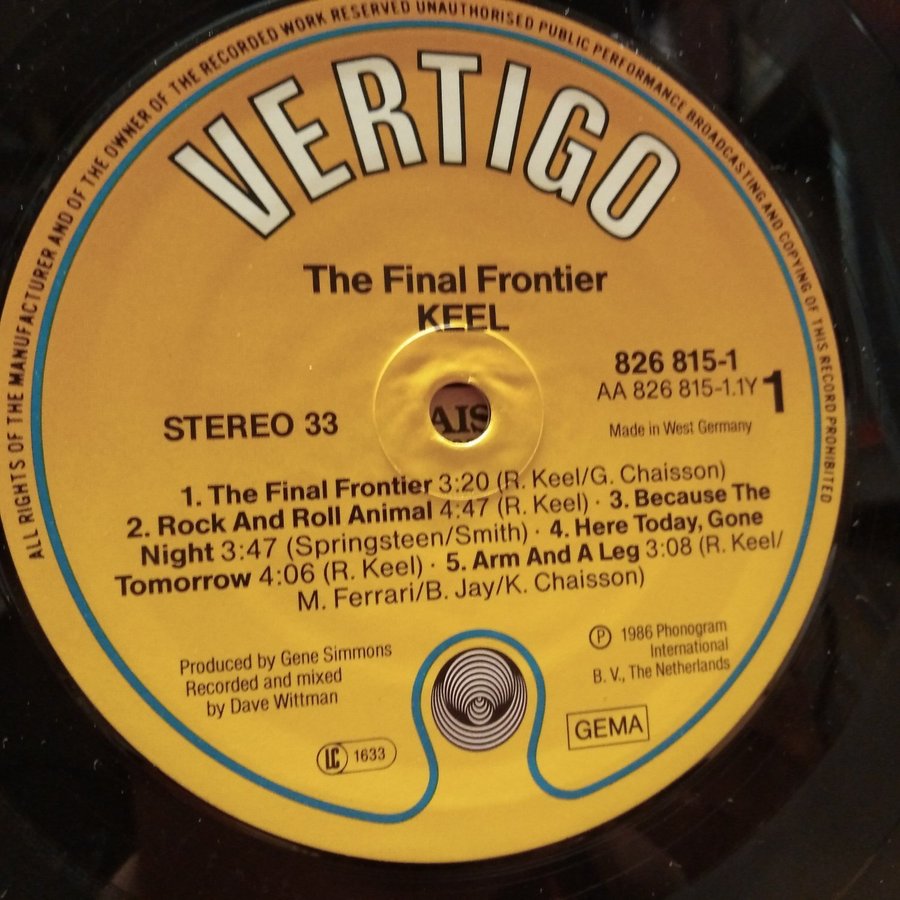 ALL RIGHTS OF THE MANUFACTURER AND OF THE OWNER OF THE RECORDED WORK RESERVED UNAUTHORISED PUBLIC PERFORMANCE BROADCASTING AND COPYING OF THIS RECORD PROHIBITED
VERTIGO
The Final Frontier
KEEL
826 815-1
AA 826 815-1.1Y 1
STEREO 33
Made in West Germany
AIS
1. The Final Frontier 3:20 (R. Keel/G. Chaisson)
2. Rock And Roll Animal 4:47 (R. Keel) · 3. Because The
Night 3:47 (Springsteen/Smith) · 4. Here Today, Gone
Tomorrow 4:06 (R. Keel) · 5. Arm And A Leg 3:08 (R. Keel/
M. Ferrari/B. Jay/K. Chaisson)
Produced by Gene Simmons
Recorded and mixed
by Dave Wittman
℗ 1986 Phonogram
International
B. V., The Netherlands
LC 1633
GEMA